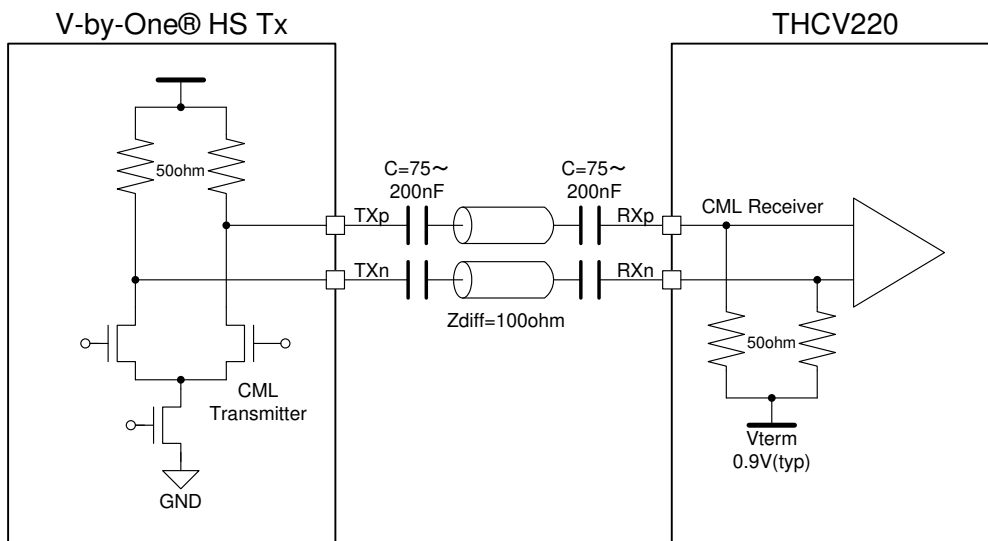 V-by-One® HS Tx
THCV220
50ohm
C=75～
200nF
C=75～
200nF
TXp
RXp
CML Receiver
TXn
RXn
Zdiff=100ohm
50ohm
CML
Transmitter
Vterm
0.9V(typ)
GND